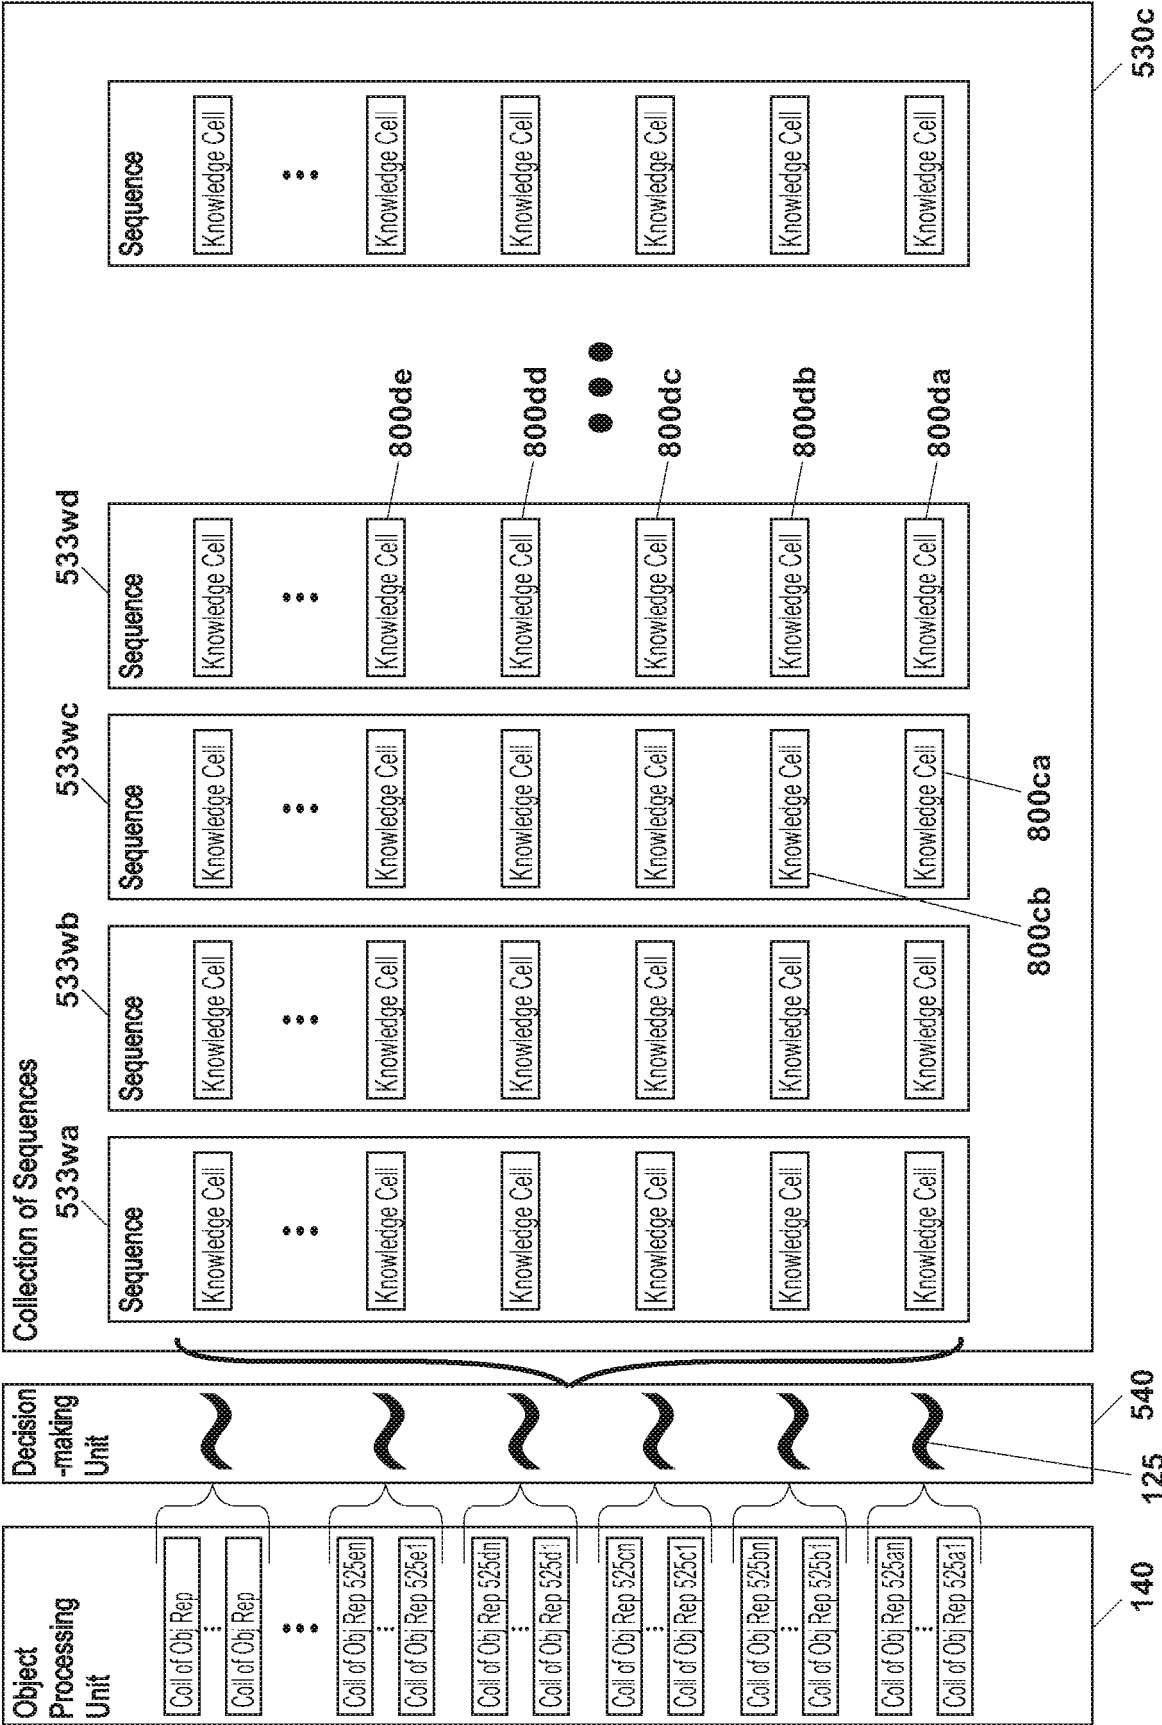 Object
Processing
Unit
Coll of Obj Rep
...
Coll of Obj Rep
...
Coll of Obj Rep 525en
...
Coll of Obj Rep 525e1
Coll of Obj Rep 525dn
...
Coll of Obj Rep 525d1
Coll of Obj Rep 525cn
...
Coll of Obj Rep 525c1
Coll of Obj Rep 525bn
...
Coll of Obj Rep 525b1
Coll of Obj Rep 525an
...
Coll of Obj Rep 525a1
140
Decision
-making
Unit
125
540
Collection of Sequences
533wa
Sequence
Knowledge Cell
...
Knowledge Cell
Knowledge Cell
Knowledge Cell
Knowledge Cell
Knowledge Cell
533wb
Sequence
Knowledge Cell
...
Knowledge Cell
Knowledge Cell
Knowledge Cell
Knowledge Cell
Knowledge Cell
533wc
Sequence
Knowledge Cell
...
Knowledge Cell
Knowledge Cell
Knowledge Cell
Knowledge Cell
Knowledge Cell
800cb
800ca
533wd
Sequence
Knowledge Cell
...
Knowledge Cell
Knowledge Cell
Knowledge Cell
Knowledge Cell
Knowledge Cell
800de
800dd
800dc
800db
800da
...
Sequence
Knowledge Cell
...
Knowledge Cell
Knowledge Cell
Knowledge Cell
Knowledge Cell
Knowledge Cell
530c